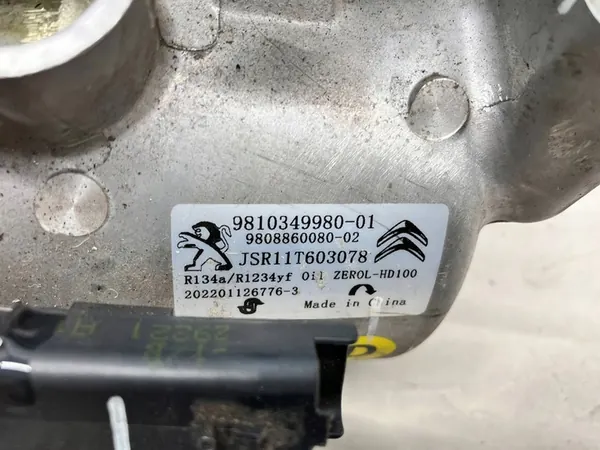 9810349980-01
9808860080-02
JSR11T603078
R134a/R1234yf Oil ZEROL-HD100
202201126776-3
Made in China